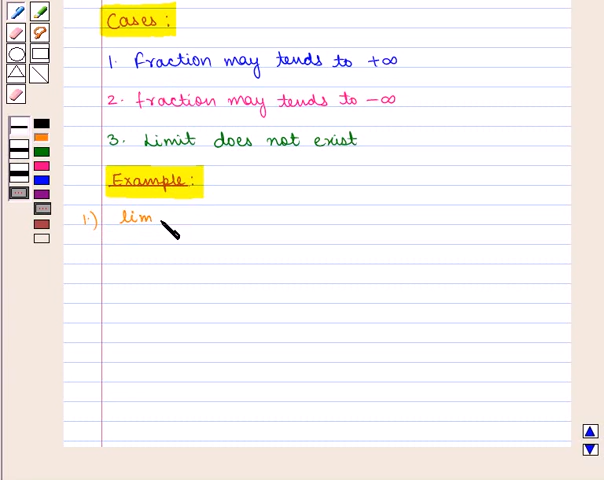 Cases :
1. Fraction may tends to +∞
2. fraction may tends to -∞
3. Limit does not exist
Example :
1.) lim